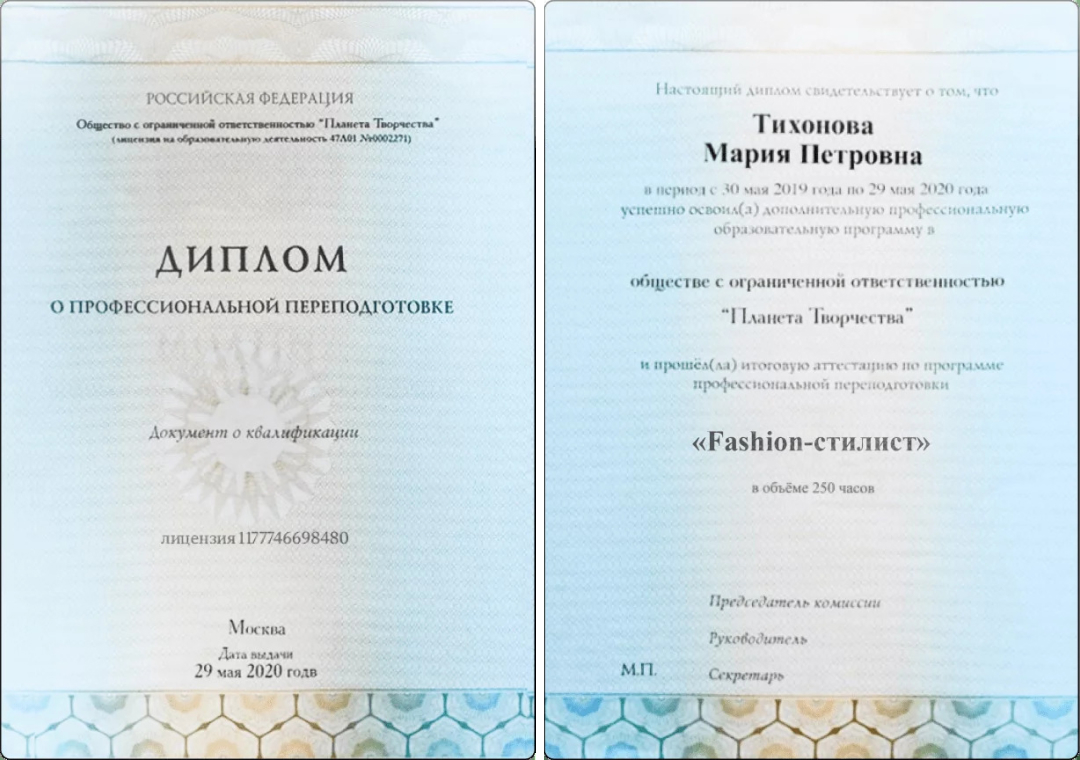 РОССИЙСКАЯ ФЕДЕРАЦИЯ
Общество с ограниченной ответственностью "Планета Творчества"
(лицензия на образовательную деятельность 47Л01 №0002271)
ДИПЛОМ
О ПРОФЕССИОНАЛЬНОЙ ПЕРЕПОДГОТОВКЕ
Документ о квалификации
лицензия 1177746698480
Москва
Дата выдачи
29 мая 2020 годв
Настоящий диплом свидетельствует о том, что
Тихонова
Мария Петровна
в период с 30 мая 2019 года по 29 мая 2020 года
успешно освоил(а) дополнительную профессиональную
образовательную программу в
обществе с ограниченной ответственностью
“Планета Творчества”
и прошёл(ла) итоговую аттестацию по программе
профессиональной переподготовки
«Fashion-стилист»
в объёме 250 часов
Председатель комиссии
Руководитель
М.П. Секретарь